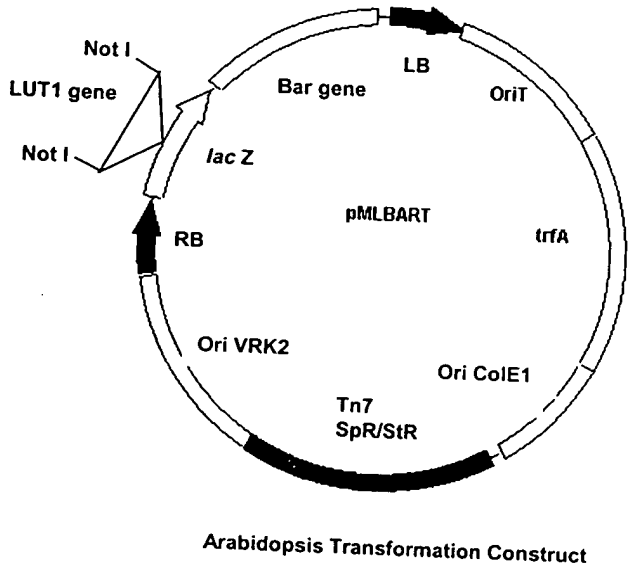 Not I
LUT1 gene
Not I
Bar gene
LB
OriT
lac Z
pMLBART
trfA
RB
Ori VRK2
Ori ColE1
Tn7
SpR/StR
Arabidopsis Transformation Construct